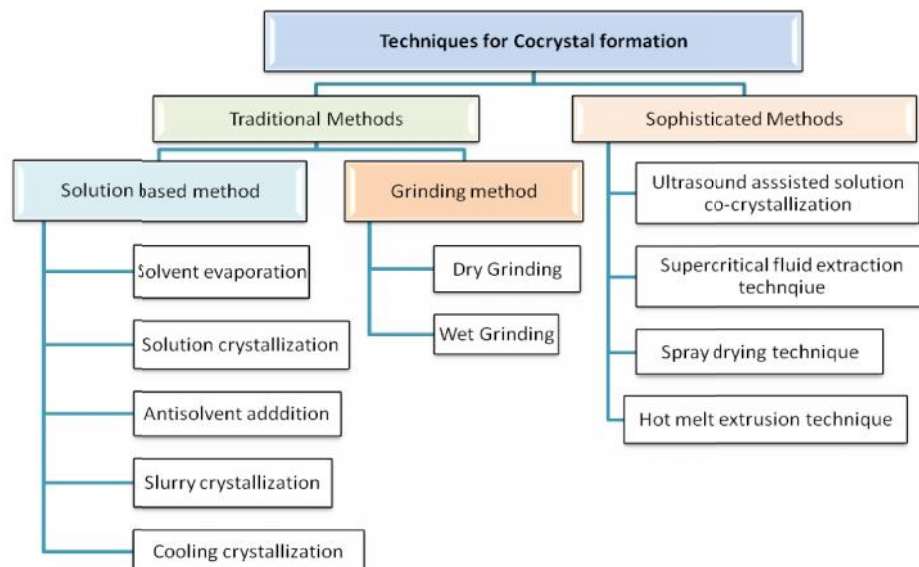 Techniques for Cocrystal formation
Traditional Methods
Sophisticated Methods
Solution based method
Grinding method
Ultrasound asssisted solution
co-crystallization
Solvent evaporation
Dry Grinding
Supercritical fluid extraction
technqiue
Solution crystallization
Wet Grinding
Spray drying technique
Antisolvent adddition
Hot melt extrusion technique
Slurry crystallization
Cooling crystallization